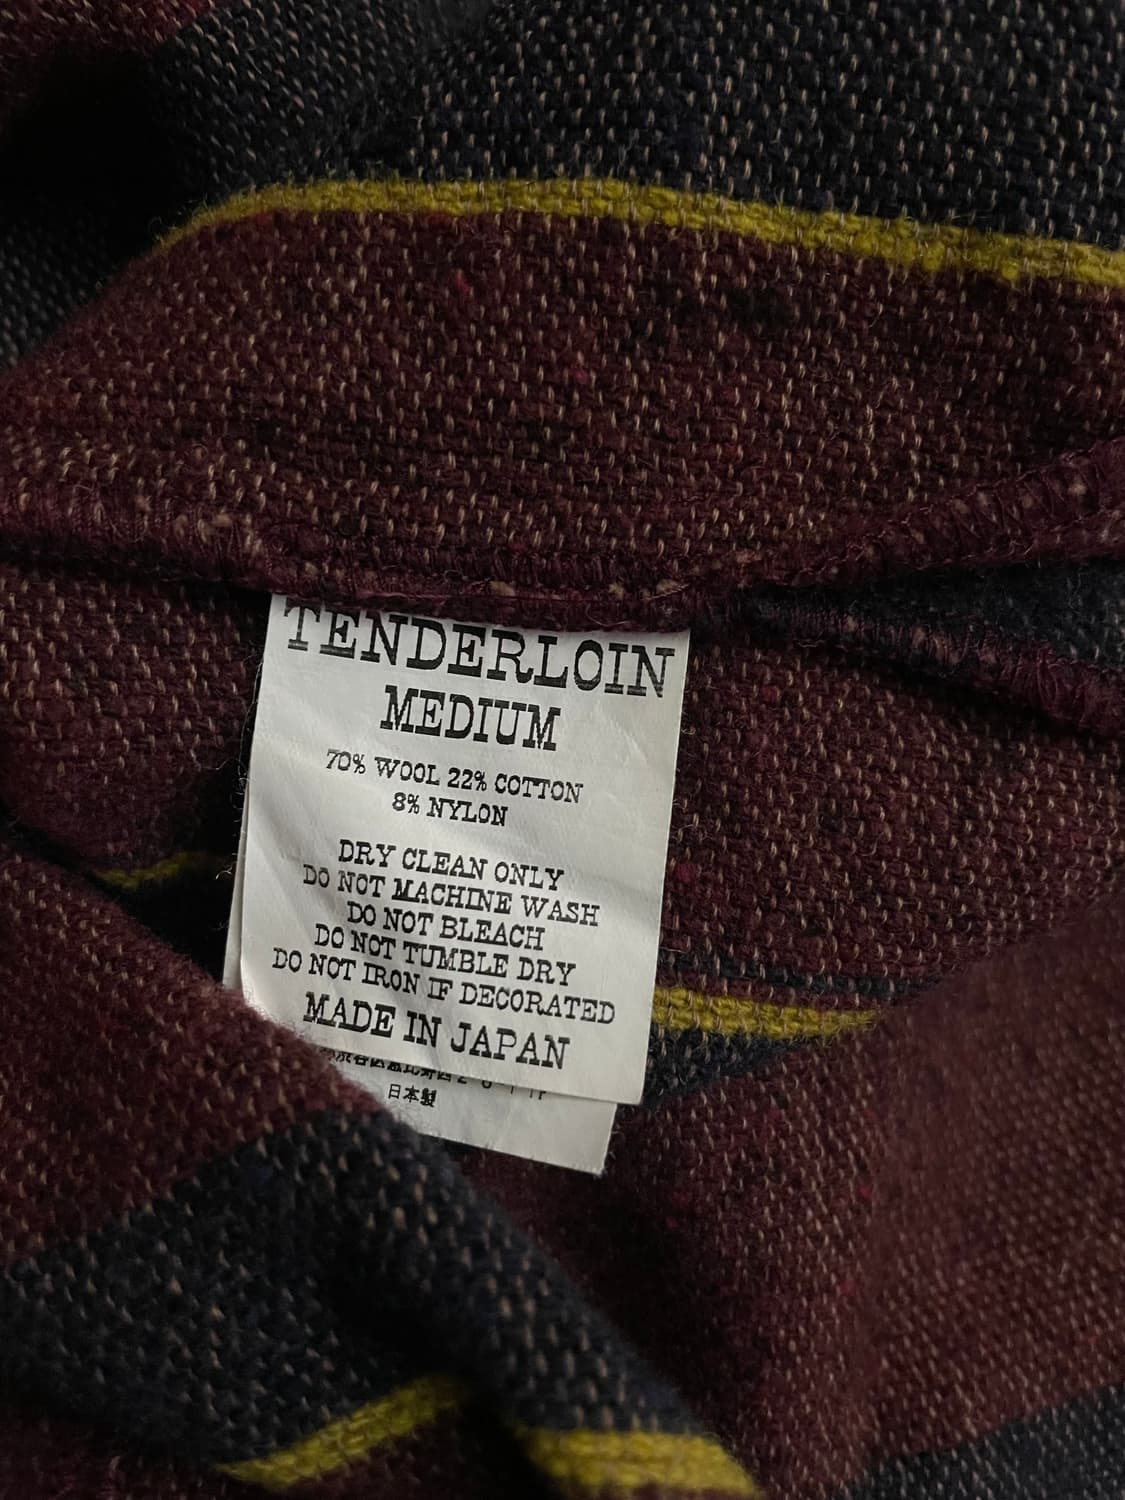 TENDERLOIN
MEDIUM
70% WOOL 22% COTTON
8% NYLON
DRY CLEAN ONLY
DO NOT MACHINE WASH
DO NOT BLEACH
DO NOT TUMBLE DRY
DO NOT IRON IF DECORATED
MADE IN JAPAN
日本製